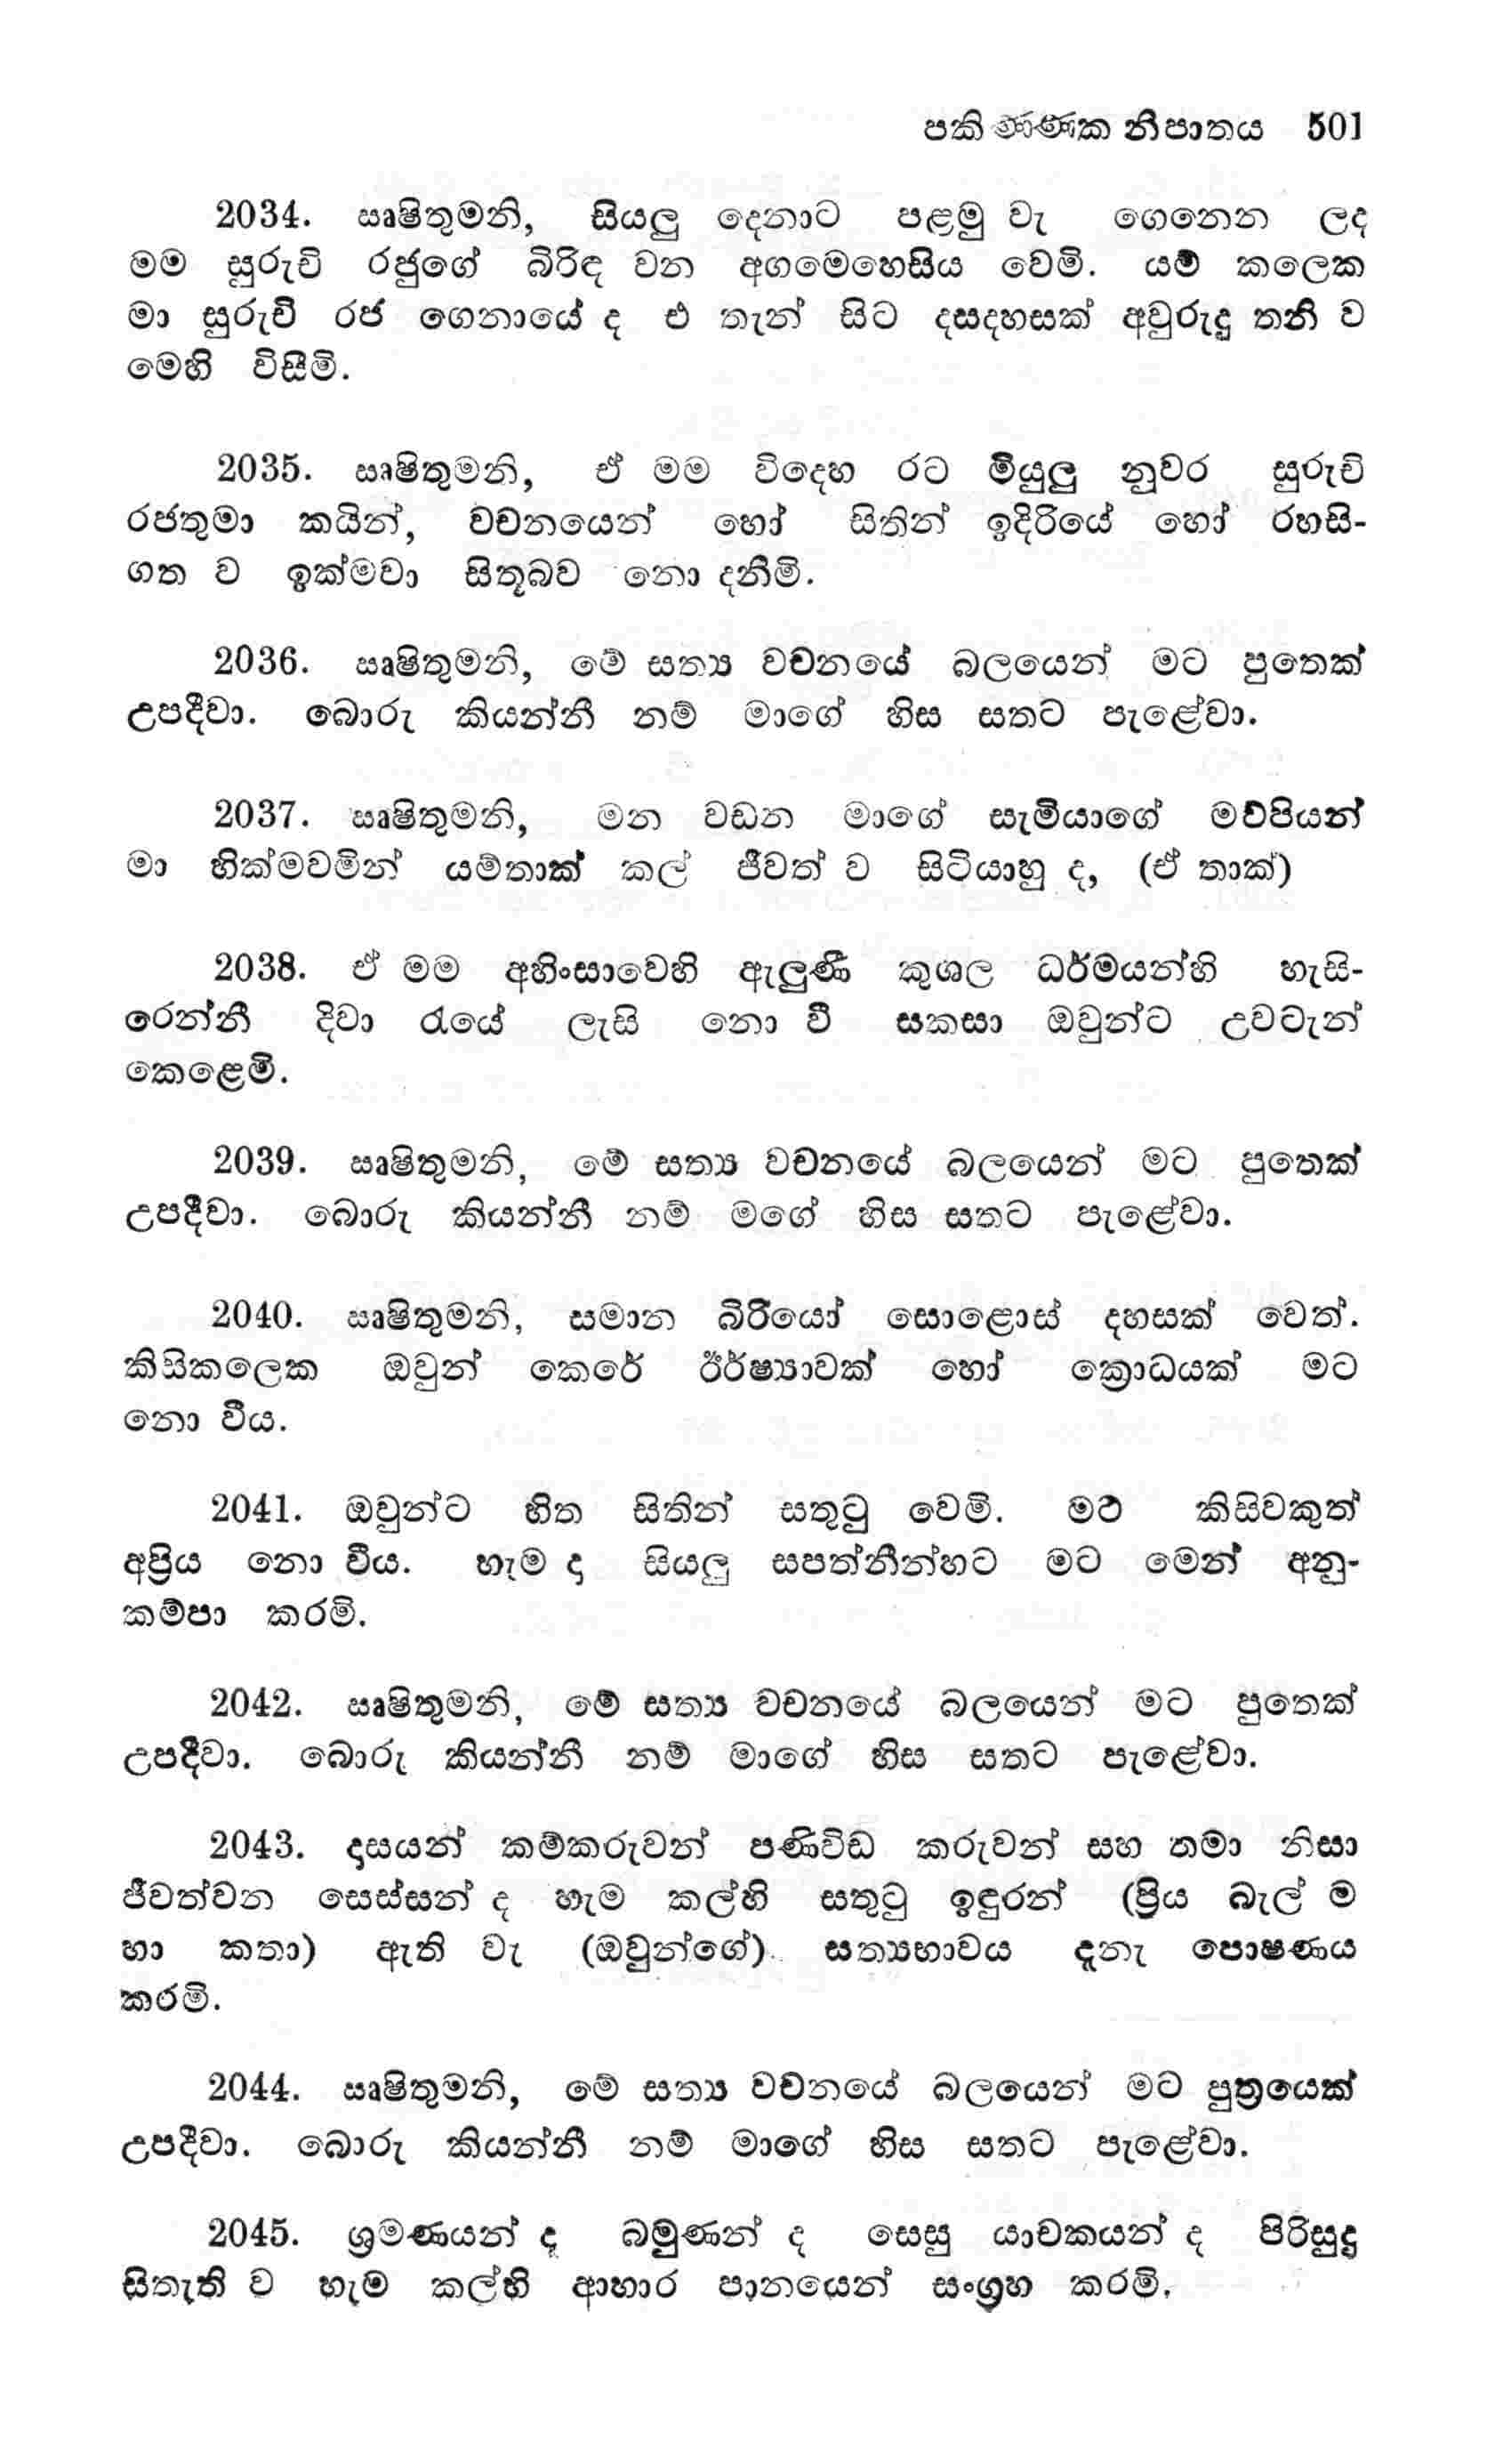 පකිණ්ණක නිපාතය 501
2034. ඍෂිතුමනි, සියලු දෙනාට පළමු වැ ගෙනෙන ලද
මම සුරුචි රජුගේ බිරිඳ වන අගමෙහෙසිය වෙමි. යම් කලෙක
මා සුරුචි රජ ගෙනායේ ද එ තැන් සිට දසදහසක් අවුරුදු තනි ව
මෙහි විසීමි.
2035. ඍෂිතුමනි, ඒ මම විදෙහ රට මියුලු නුවර සුරුචි
රජතුමා කයින්, වචනයෙන් හෝ සිතින් ඉදිරියේ හෝ රහසි-
ගත ව ඉක්මවා සිතූබව නො දනිමි.
2036. ඍෂිතුමනි, මේ සත්‍ය වචනයේ බලයෙන් මට පුතෙක්
උපදීවා. බොරු කියන්නී නම් මාගේ හිස සතට පැළේවා.
2037. ඍෂිතුමනි, මන වඩන මාගේ සැමියාගේ මව්පියන්
මා හික්මවමින් යම්තාක් කල් ජීවත් ව සිටියාහු ද, (ඒ තාක්)
2038. ඒ මම අහිංසාවෙහි ඇලුණී කුශල ධර්මයන්හි හැසි-
රෙන්නී දිවා රැයේ ලැසි නො වී සකසා ඔවුන්ට උවටැන්
කෙළෙමි.
2039. ඍෂිතුමනි, මේ සත්‍ය වචනයේ බලයෙන් මට පුතෙක්
උපදීවා. බොරු කියන්නී නම් මගේ හිස සතට පැළේවා.
2040. ඍෂිතුමනි, සමාන බිරියෝ සොළොස් දහසක් වෙත්.
කිසිකලෙක ඔවුන් කෙරේ ඊර්ෂ්‍යාවක් හෝ ක්‍රොධයක් මට
නො වීය.
2041. ඔවුන්ට හිත සිතින් සතුටු වෙමි. මට කිසිවකුත්
අප්‍රිය නො වීය. හැම දා සියලු සපත්නීන්හට මට මෙන් අනු-
කම්පා කරමි.
2042. ඍෂිතුමනි, මේ සත්‍ය වචනයේ බලයෙන් මට පුතෙක්
උපදීවා. බොරු කියන්නී නම් මාගේ හිස සතට පැළේවා.
2043. දාසයන් කම්කරුවන් පණිවිඩ කරුවන් සහ තමා නිසා
ජීවත්වන සෙස්සන් ද හැම කල්හි සතුටු ඉඳුරන් (ප්‍රිය බැල් ම
හා කතා) ඇති වැ (ඔවුන්ගේ) සත්‍යභාවය දැනැ පොෂණය
කරමි.
2044. ඍෂිතුමනි, මේ සත්‍ය වචනයේ බලයෙන් මට පුත්‍රයෙක්
උපදීවා. බොරු කියන්නී නම් මාගේ හිස සතට පැළේවා.
2045. ශ්‍රමණයන් ද බමුණන් ද සෙසු යාචකයන් ද පිරිසුදු
සිතැති ව හැම කල්හි ආහාර පානයෙන් සංග්‍රහ කරමි.